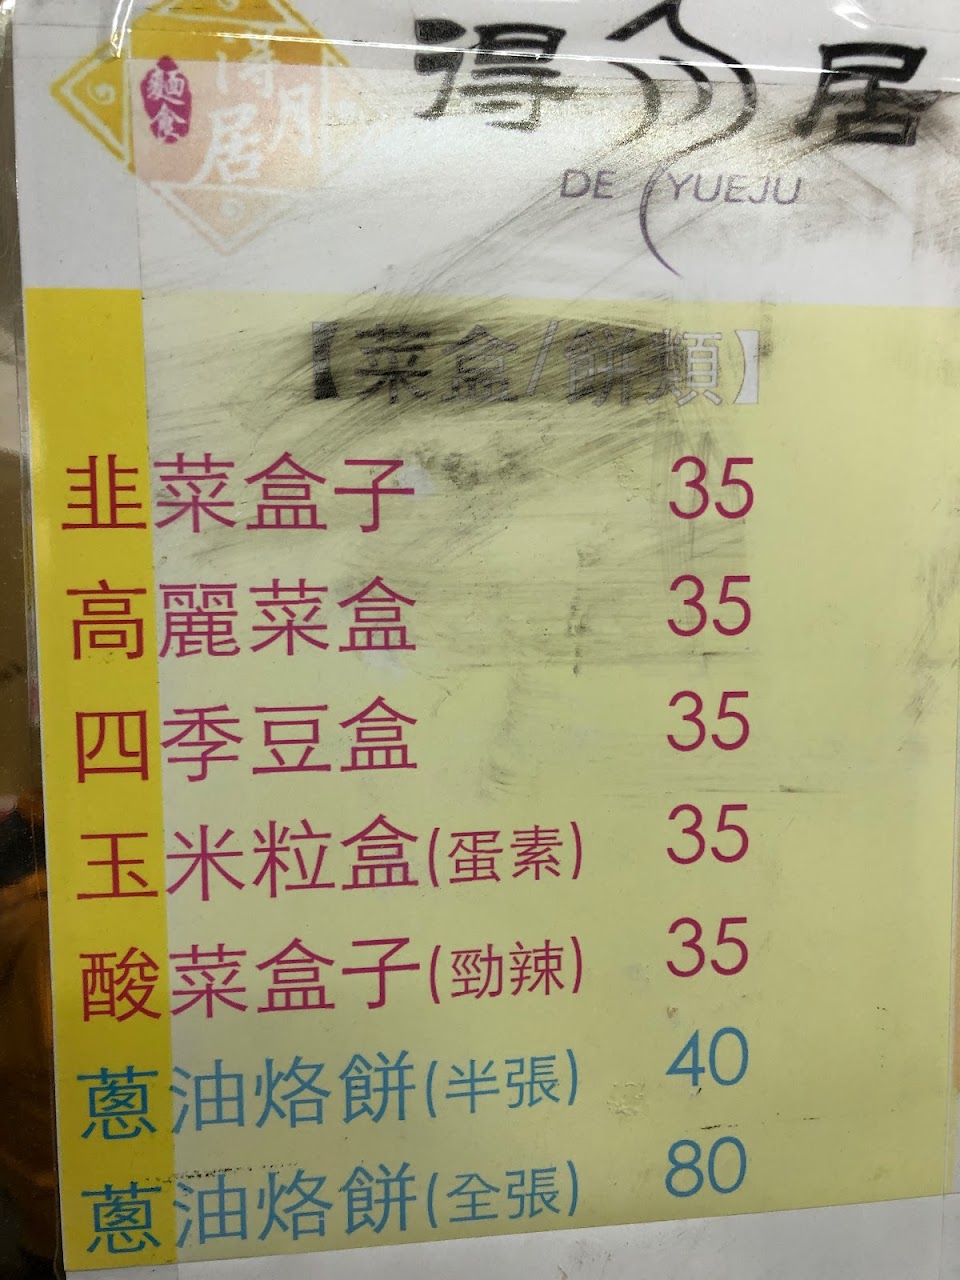 麵食
得月居
得月居
DE YUEJU
【菜盒/餅類】
韭菜盒子 35
高麗菜盒 35
四季豆盒 35
玉米粒盒(蛋素) 35
酸菜盒子(勁辣) 35
蔥油烙餅(半張) 40
蔥油烙餅(全張) 80